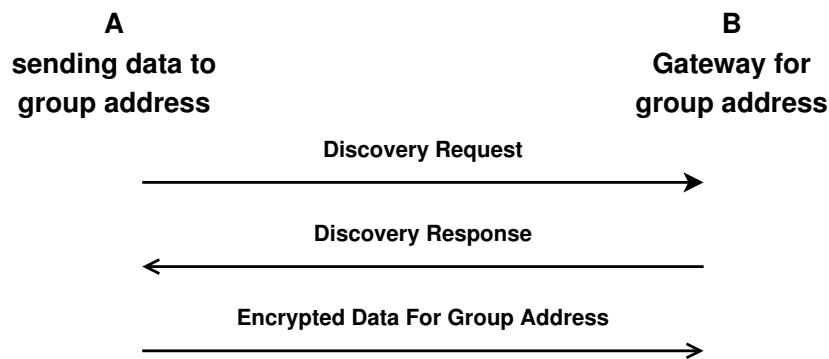 A
sending data to
group address
B
Gateway for
group address
Discovery Request
Discovery Response
Encrypted Data For Group Address